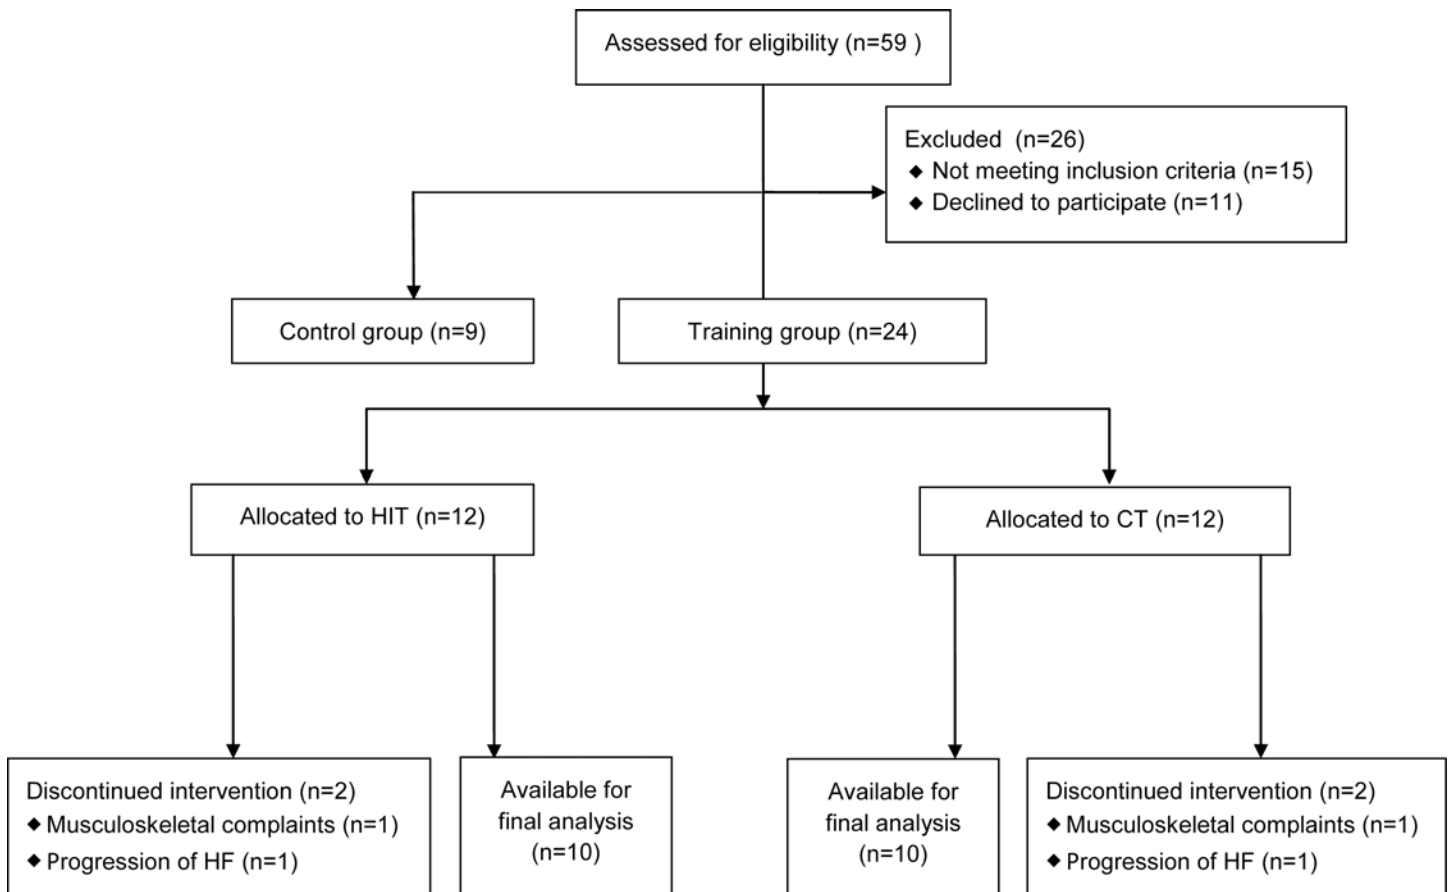 Assessed for eligibility (n=59 )
Excluded  (n=26)
◆ Not meeting inclusion criteria (n=15)
◆ Declined to participate (n=11)
Control group (n=9)
Training group (n=24)
Allocated to HIT (n=12)
Allocated to CT (n=12)
Discontinued intervention (n=2)
◆ Musculoskeletal complaints (n=1)
◆ Progression of HF (n=1)
Available for
final analysis
(n=10)
Available for
final analysis
(n=10)
Discontinued intervention (n=2)
◆ Musculoskeletal complaints (n=1)
◆ Progression of HF (n=1)